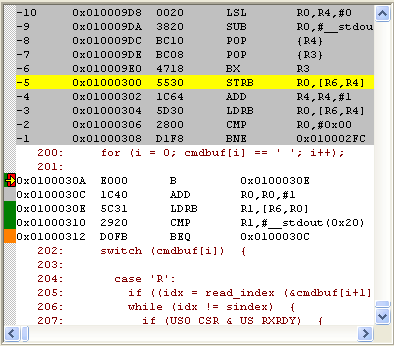 -10 0x010009D8 0020 LSL R0,R4,#0
-9 0x010009DA 3820 SUB R0,#__stdou
-8 0x010009DC BC10 POP {R4}
-7 0x010009DE BC08 POP {R3}
-6 0x010009E0 4718 BX R3
-5 0x01000300 5530 STRB R0,[R6,R4]
-4 0x01000302 1C64 ADD R4,R4,#1
-3 0x01000304 5D30 LDRB R0,[R6,R4]
-2 0x01000306 2800 CMP R0,#0x00
-1 0x01000308 D1F8 BNE 0x010002FC
200: for (i = 0; cmdbuf[i] == ' '; i++);
201:
0x0100030A E000 B 0x0100030E
0x0100030C 1C40 ADD R0,R0,#1
0x0100030E 5C31 LDRB R1,[R6,R0]
0x01000310 2920 CMP R1,#__stdout(0x20)
0x01000312 D0FB BEQ 0x0100030C
202: switch (cmdbuf[i]) {
203:
204: case 'R':
205: if ((idx = read_index (&cmdbuf[i+1]
206: while (idx != sindex) {
207: if (US0_CSR & US_RXRDY) {